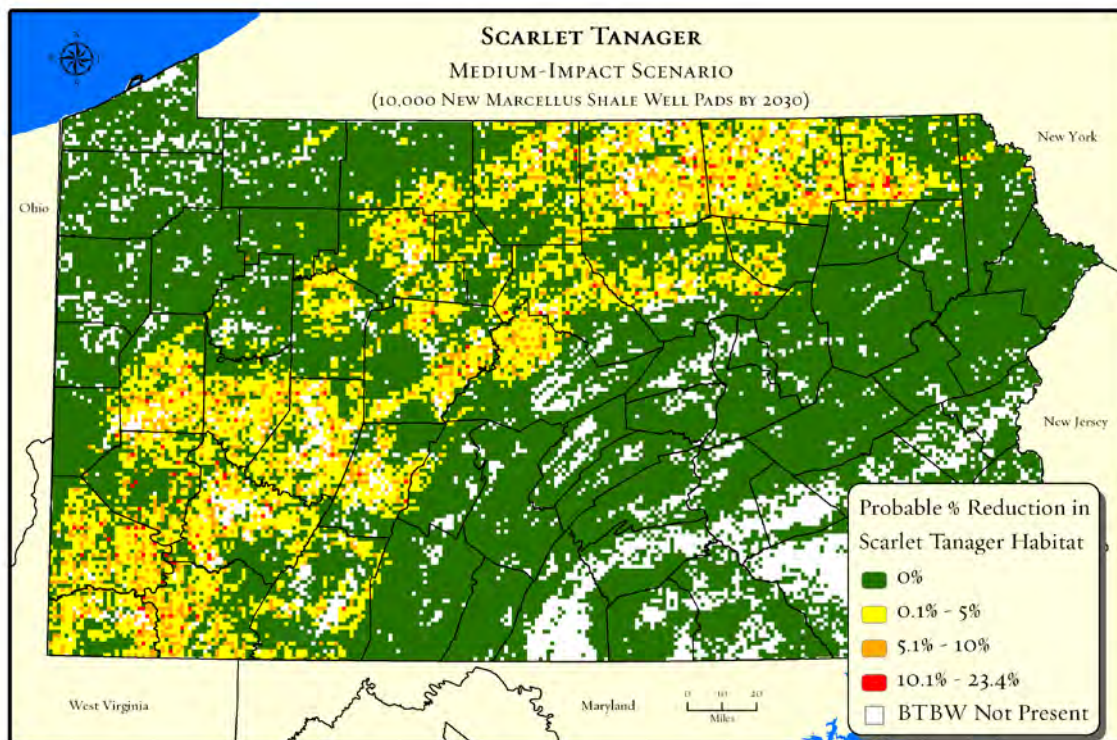 SCARLET TANAGER
MEDIUM-IMPACT SCENARIO
(10,000 NEW MARCELLUS SHALE WELL PADS BY 2030)
New York
Ohio
New Jersey
Probable % Reduction in
Scarlet Tanager Habitat
0%
0.1% - 5%
5.1% - 10%
10.1% - 23.4%
BTBW Not Present
West Virginia
Maryland
0 10 20
Miles